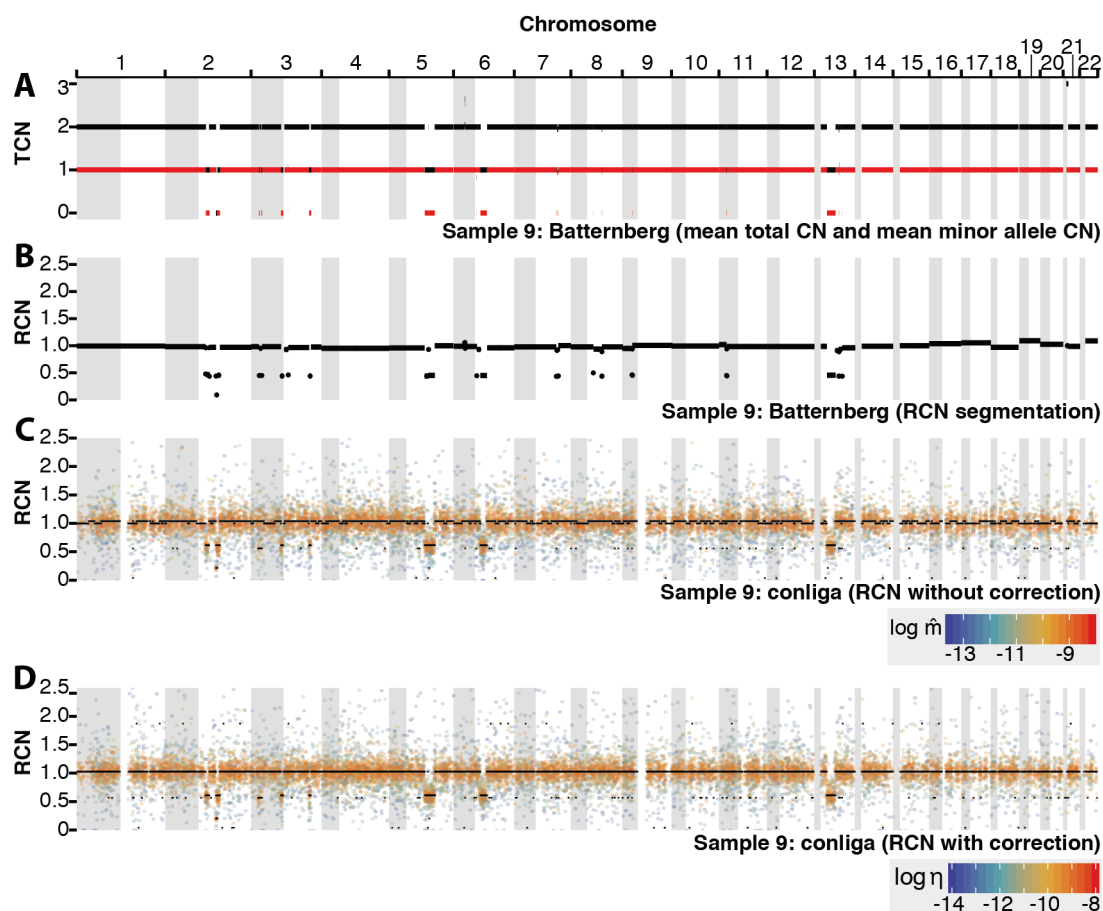 Chromosome
1 2 3 4 5 6 7 8 9 10 11 12 13 14 15 16 17 18 19 20 21 22
A
TCN
3
2
1
0
Sample 9: Batternberg (mean total CN and mean minor allele CN)
B
RCN
2.5
2.0
1.5
1.0
0.5
0
Sample 9: Batternberg (RCN segmentation)
C
RCN
2.5
2.0
1.5
1.0
0.5
0
Sample 9: conliga (RCN without correction)
log m̂
-13 -11 -9
D
RCN
2.5
2.0
1.5
1.0
0.5
0
Sample 9: conliga (RCN with correction)
log η
-14 -12 -10 -8